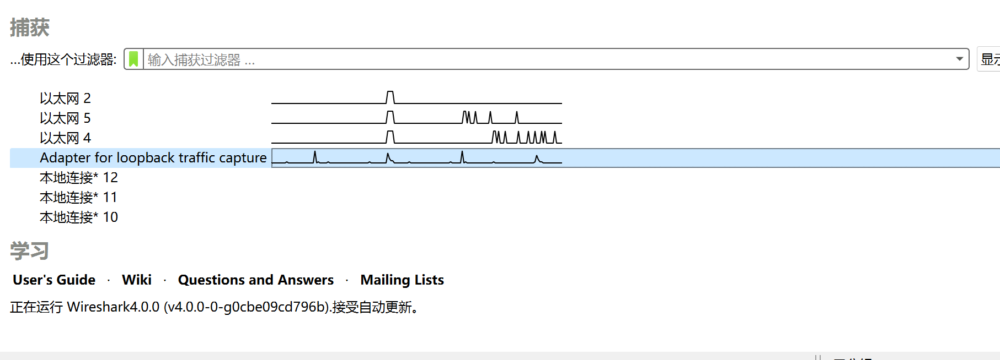 捕获
...使用这个过滤器: 输入捕获过滤器 ... 显示
以太网 2
以太网 5
以太网 4
Adapter for loopback traffic capture
本地连接* 12
本地连接* 11
本地连接* 10
学习
User's Guide · Wiki · Questions and Answers · Mailing Lists
正在运行 Wireshark4.0.0 (v4.0.0-0-g0cbe09cd796b).接受自动更新。